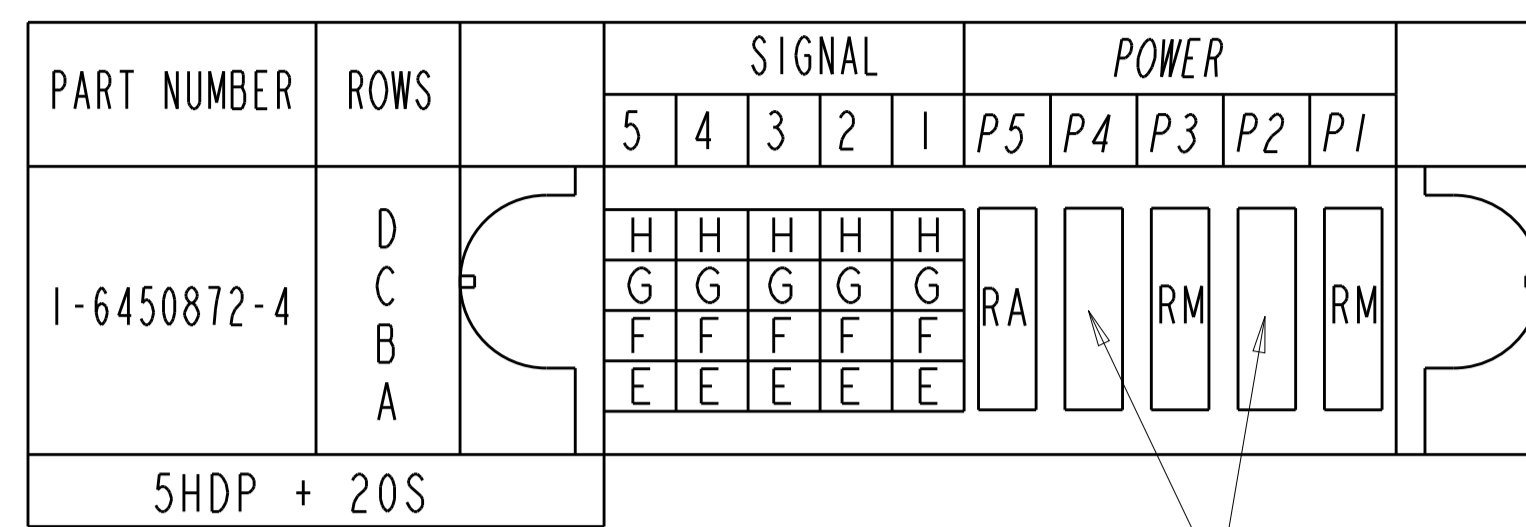 PART NUMBER ROWS SIGNAL POWER
5 4 3 2 1 P5 P4 P3 P2 P1
D H H H H H
C G G G G G
1-6450872-4 RA RM RM
B F F F F F
A E E E E E
5HDP + 20S